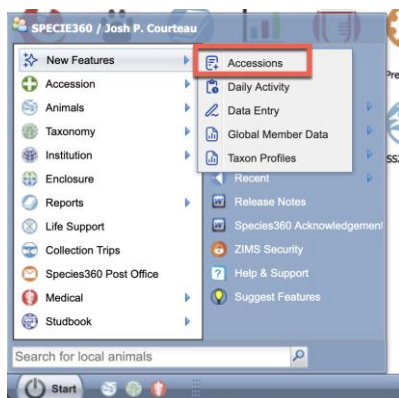 SPECIE360 / Josh P. Courteau
New Features
Accession
Animals
Taxonomy
Institution
Enclosure
Reports
Life Support
Collection Trips
Species360 Post Office
Medical
Studbook
Accessions
Daily Activity
Data Entry
Global Member Data
Taxon Profiles
Recent
Release Notes
Species360 Acknowledgement
ZIMS Security
Help & Support
Suggest Features
Search for local animals
Start
Pre